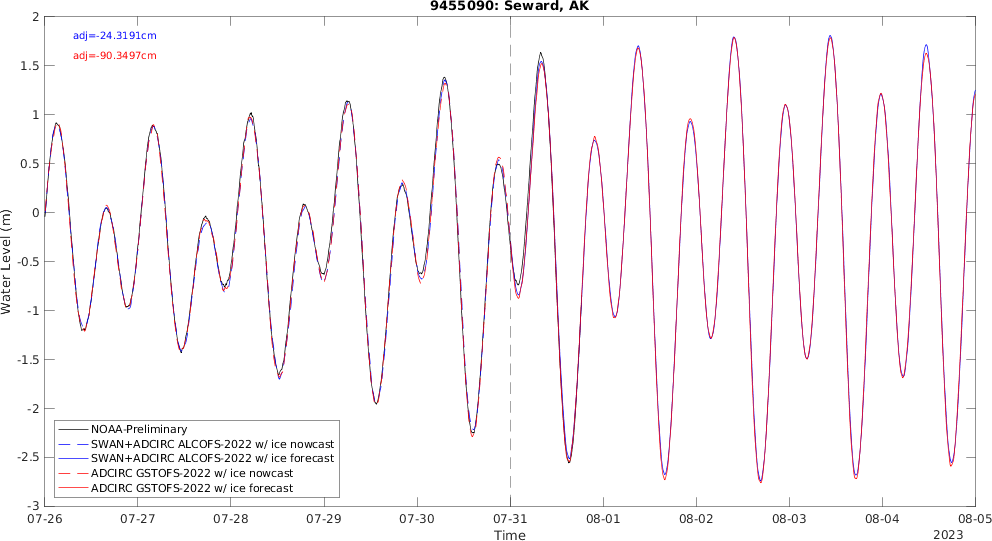 9455090: Seward, AK
adj=-24.3191cm
adj=-90.3497cm
2
1.5
1
0.5
0
-0.5
-1
-1.5
-2
-2.5
-3
Water Level (m)
NOAA-Preliminary
SWAN+ADCIRC ALCOFS-2022 w/ ice nowcast
SWAN+ADCIRC ALCOFS-2022 w/ ice forecast
ADCIRC GSTOFS-2022 w/ ice nowcast
ADCIRC GSTOFS-2022 w/ ice forecast
07-26 07-27 07-28 07-29 07-30 07-31 08-01 08-02 08-03 08-04 08-05
Time
2023